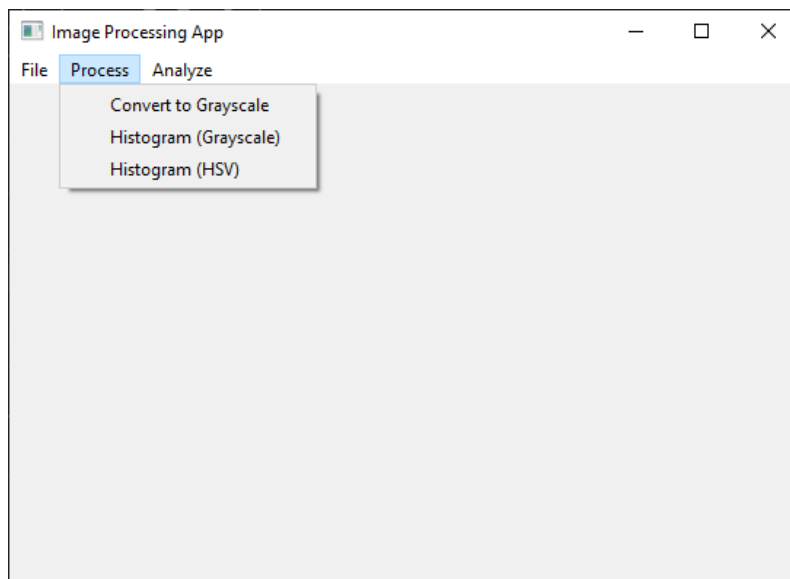 Image Processing App
File Process Analyze
Convert to Grayscale
Histogram (Grayscale)
Histogram (HSV)